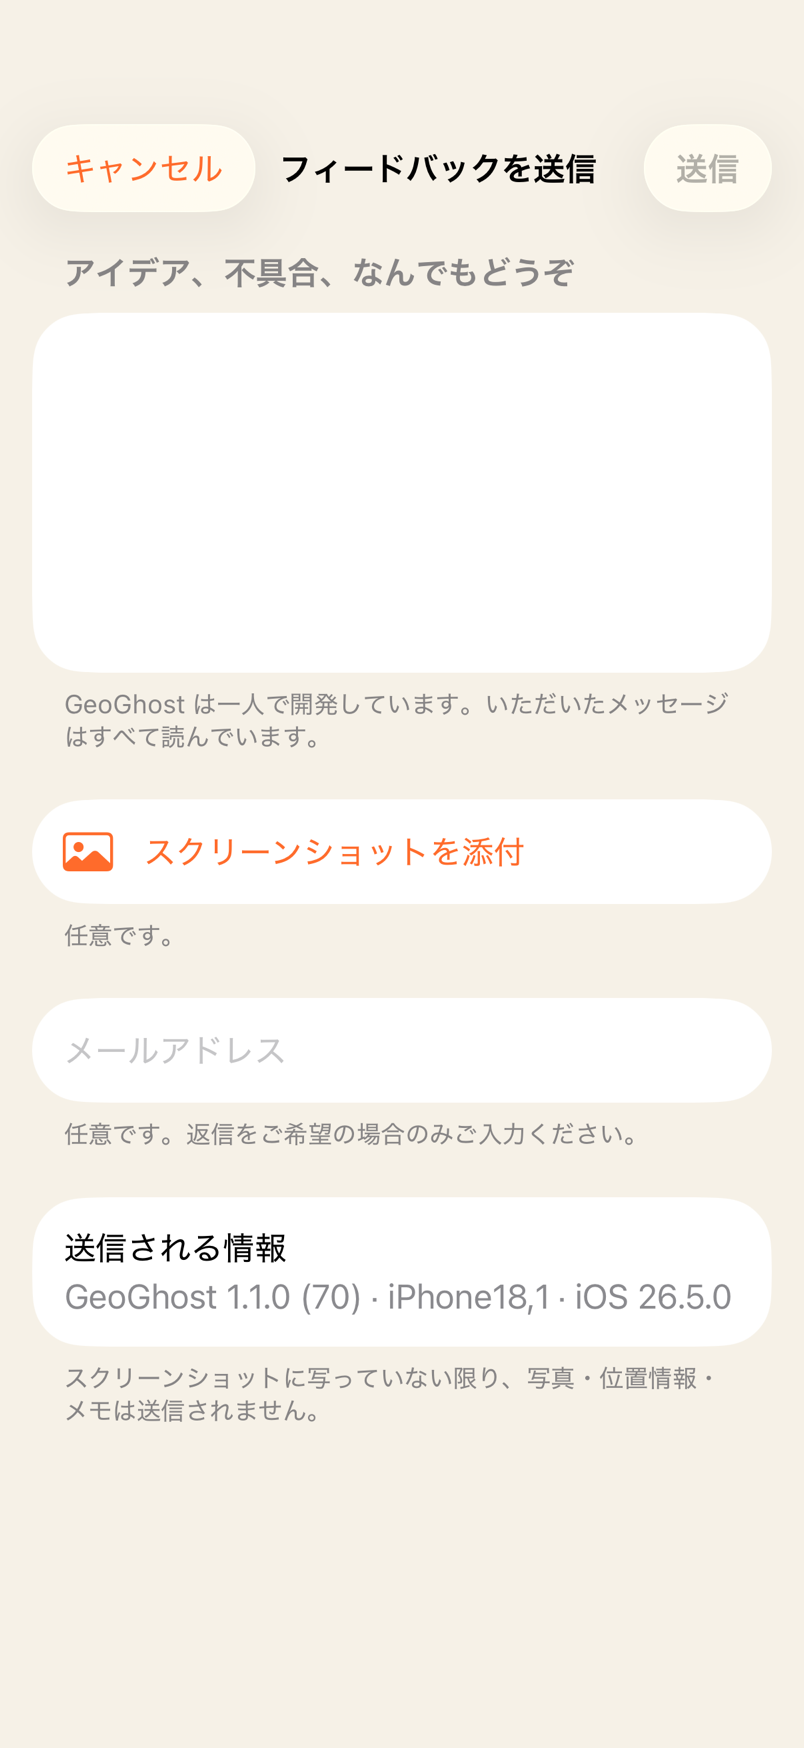 キャンセル
フィードバックを送信
送信
アイデア、不具合、なんでもどうぞ
GeoGhost は一人で開発しています。いただいたメッセージ
はすべて読んでいます。
スクリーンショットを添付
任意です。
メールアドレス
任意です。返信をご希望の場合のみご入力ください。
送信される情報
GeoGhost 1.1.0 (70) · iPhone18,1 · iOS 26.5.0
スクリーンショットに写っていない限り、写真・位置情報・
メモは送信されません。